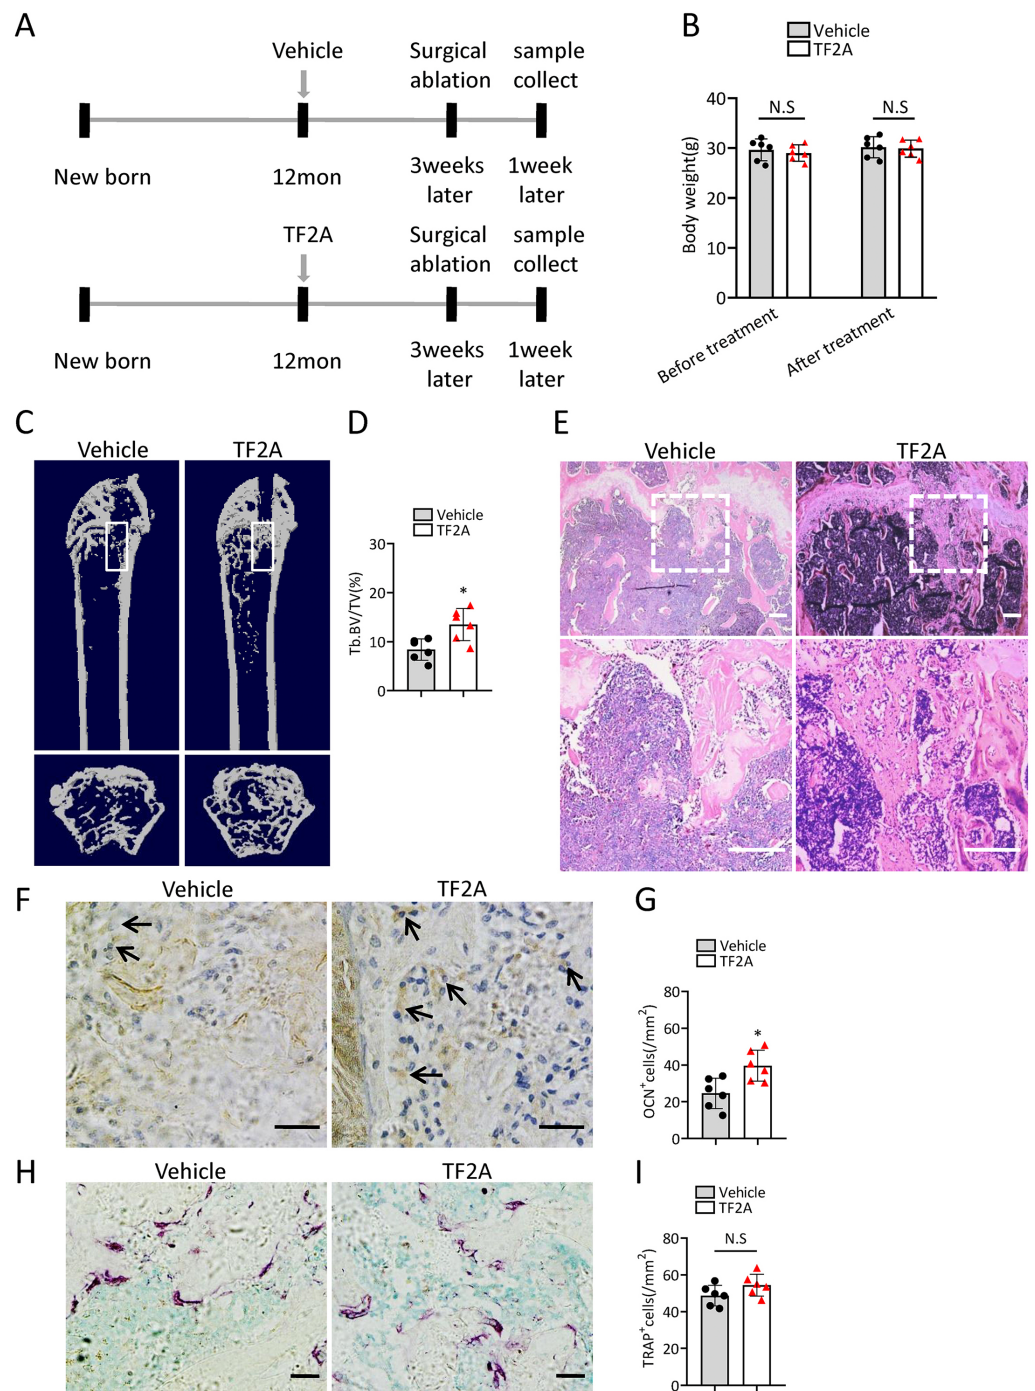 A
Vehicle
Surgical
ablation
sample
collect
New born
12mon
3weeks
later
1week
later
TF2A
Surgical
ablation
sample
collect
New born
12mon
3weeks
later
1week
later
B
Vehicle
TF2A
Body weight(g)
40
30
20
10
0
N.S
N.S
Before treatment
After treatment
C
Vehicle
TF2A
D
Vehicle
TF2A
Tb.BV/TV(%)
30
20
10
0
*
E
Vehicle
TF2A
F
Vehicle
TF2A
G
Vehicle
TF2A
OCN⁺cells(/mm²)
80
60
40
20
0
*
H
Vehicle
TF2A
I
Vehicle
TF2A
TRAP⁺cells(/mm²)
80
60
40
20
0
N.S